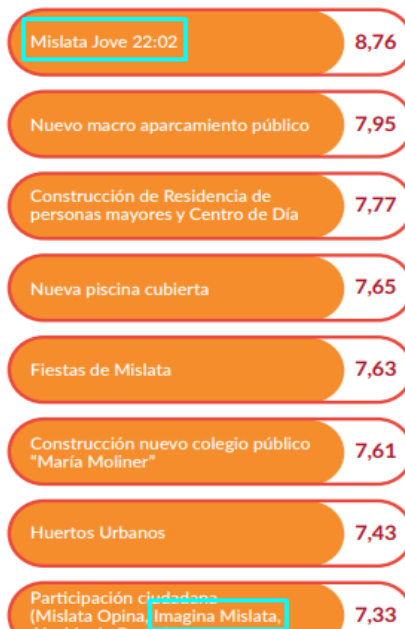 Mislata Jove 22:02 8,76
Nuevo macro aparcamiento público 7,95
Construcción de Residencia de
personas mayores y Centro de Día 7,77
Nueva piscina cubierta 7,65
Fiestas de Mislata 7,63
Construcción nuevo colegio público
“María Moliner” 7,61
Huertos Urbanos 7,43
Participación ciudadana
(Mislata Opina, Imagina Mislata, 7,33